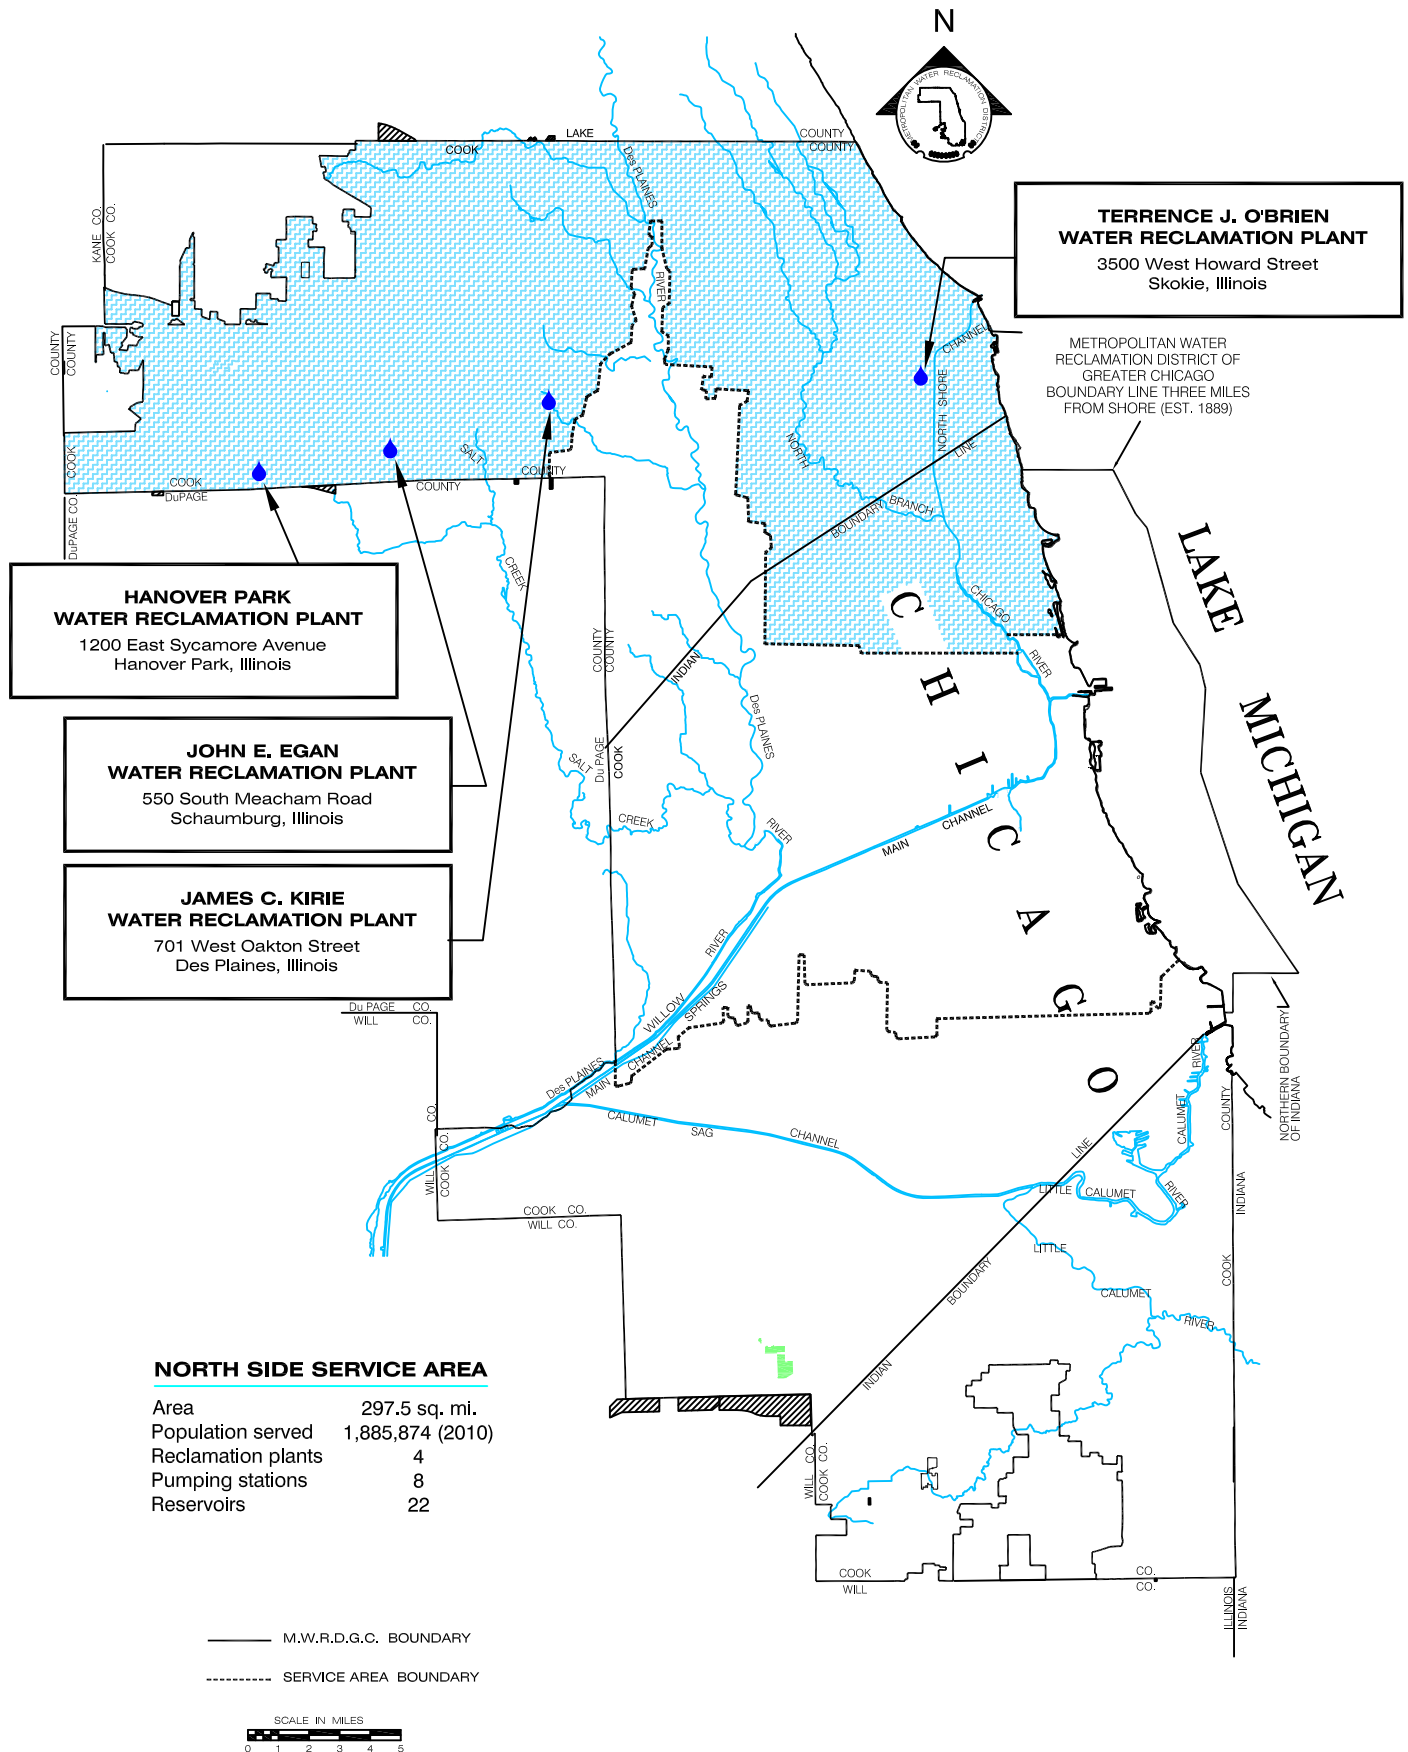 N
METROPOLITAN WATER RECLAMATION DISTRICT
LAKE
COUNTY
COOK
COUNTY
Des PLAINES
RIVER
KANE CO.
COOK CO.
TERRENCE J. O'BRIEN
WATER RECLAMATION PLANT
3500 West Howard Street
Skokie, Illinois
CHANNEL
NORTH SHORE
METROPOLITAN WATER
RECLAMATION DISTRICT OF
GREATER CHICAGO
BOUNDARY LINE THREE MILES
FROM SHORE (EST. 1889)
COUNTY
COUNTY
COOK
DuPAGE CO.
COOK
DuPAGE
COUNTY
COUNTY
SALT
CREEK
NORTH
BRANCH
LINE
BOUNDARY
INDIAN
CHICAGO
RIVER
LAKE
MICHIGAN
HANOVER PARK
WATER RECLAMATION PLANT
1200 East Sycamore Avenue
Hanover Park, Illinois
JOHN E. EGAN
WATER RECLAMATION PLANT
550 South Meacham Road
Schaumburg, Illinois
JAMES C. KIRIE
WATER RECLAMATION PLANT
701 West Oakton Street
Des Plaines, Illinois
COUNTY
COUNTY
Du PAGE
COOK
SALT
CREEK
Des PLAINES
RIVER
MAIN
CHANNEL
C H I C A G O
RIVER
WILLOW
SPRINGS
Des PLAINES
MAIN
CHANNEL
Du PAGE CO.
WILL CO.
WILL CO.
COOK CO.
CALUMET
SAG
CHANNEL
COOK CO.
WILL CO.
LINE
BOUNDARY
INDIAN
LITTLE
CALUMET
RIVER
CALUMET
RIVER
LITTLE
CALUMET
RIVER
COUNTY
COOK
INDIANA
NORTHERN BOUNDARY
OF INDIANA
WILL CO.
COOK CO.
COOK
WILL
CO.
CO.
ILLINOIS
INDIANA
NORTH SIDE SERVICE AREA
Area 297.5 sq. mi.
Population served 1,885,874 (2010)
Reclamation plants 4
Pumping stations 8
Reservoirs 22
M.W.R.D.G.C. BOUNDARY
SERVICE AREA BOUNDARY
SCALE IN MILES
0 1 2 3 4 5